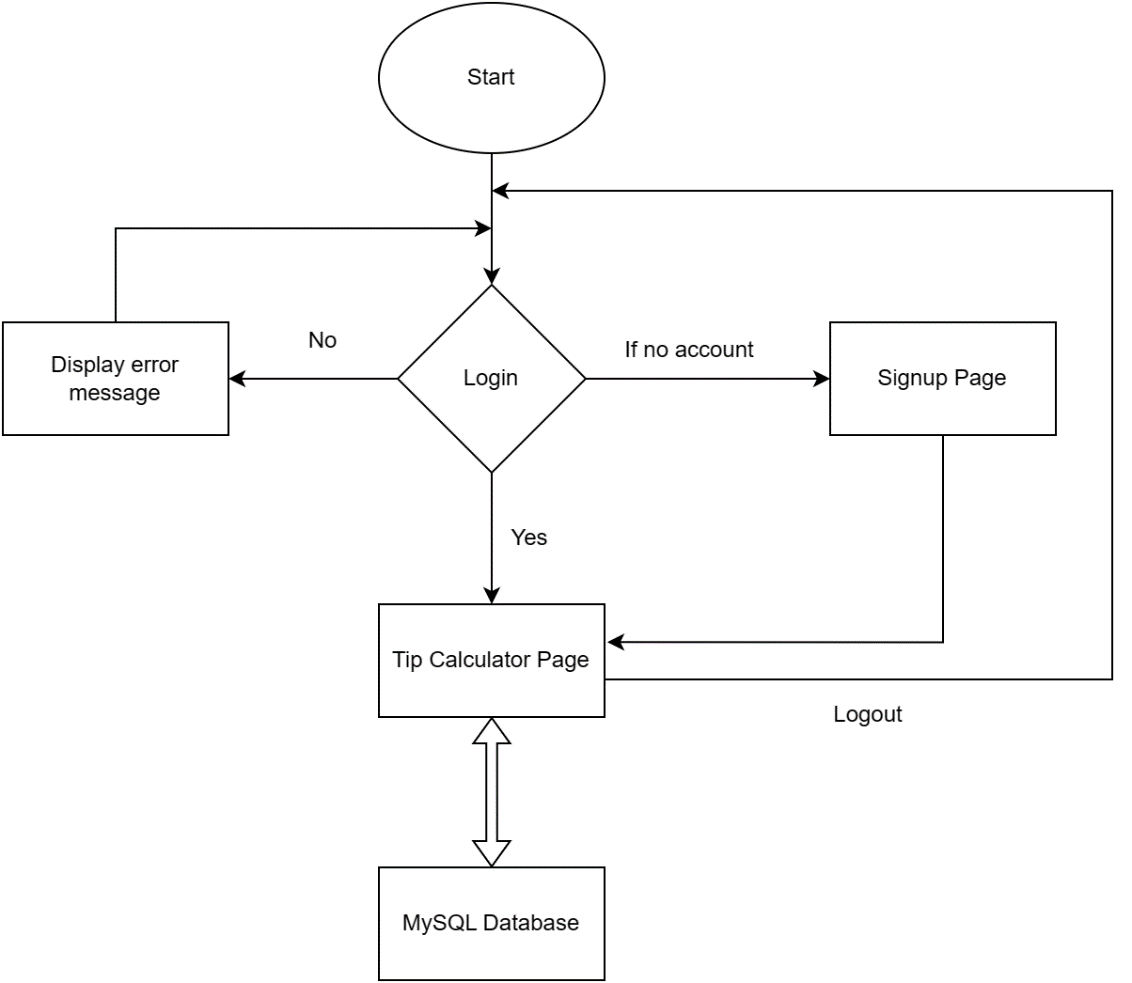 Start
No
If no account
Display error
message
Login
Signup Page
Yes
Tip Calculator Page
Logout
MySQL Database